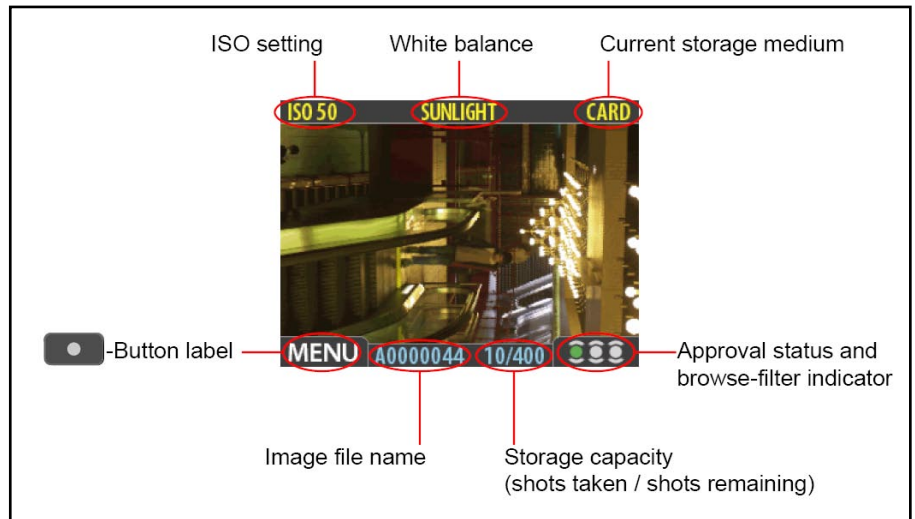 ISO setting
White balance
Current storage medium
ISO 50
SUNLIGHT
CARD
-Button label
MENU
A0000044
10/400
Approval status and
browse-filter indicator
Image file name
Storage capacity
(shots taken / shots remaining)